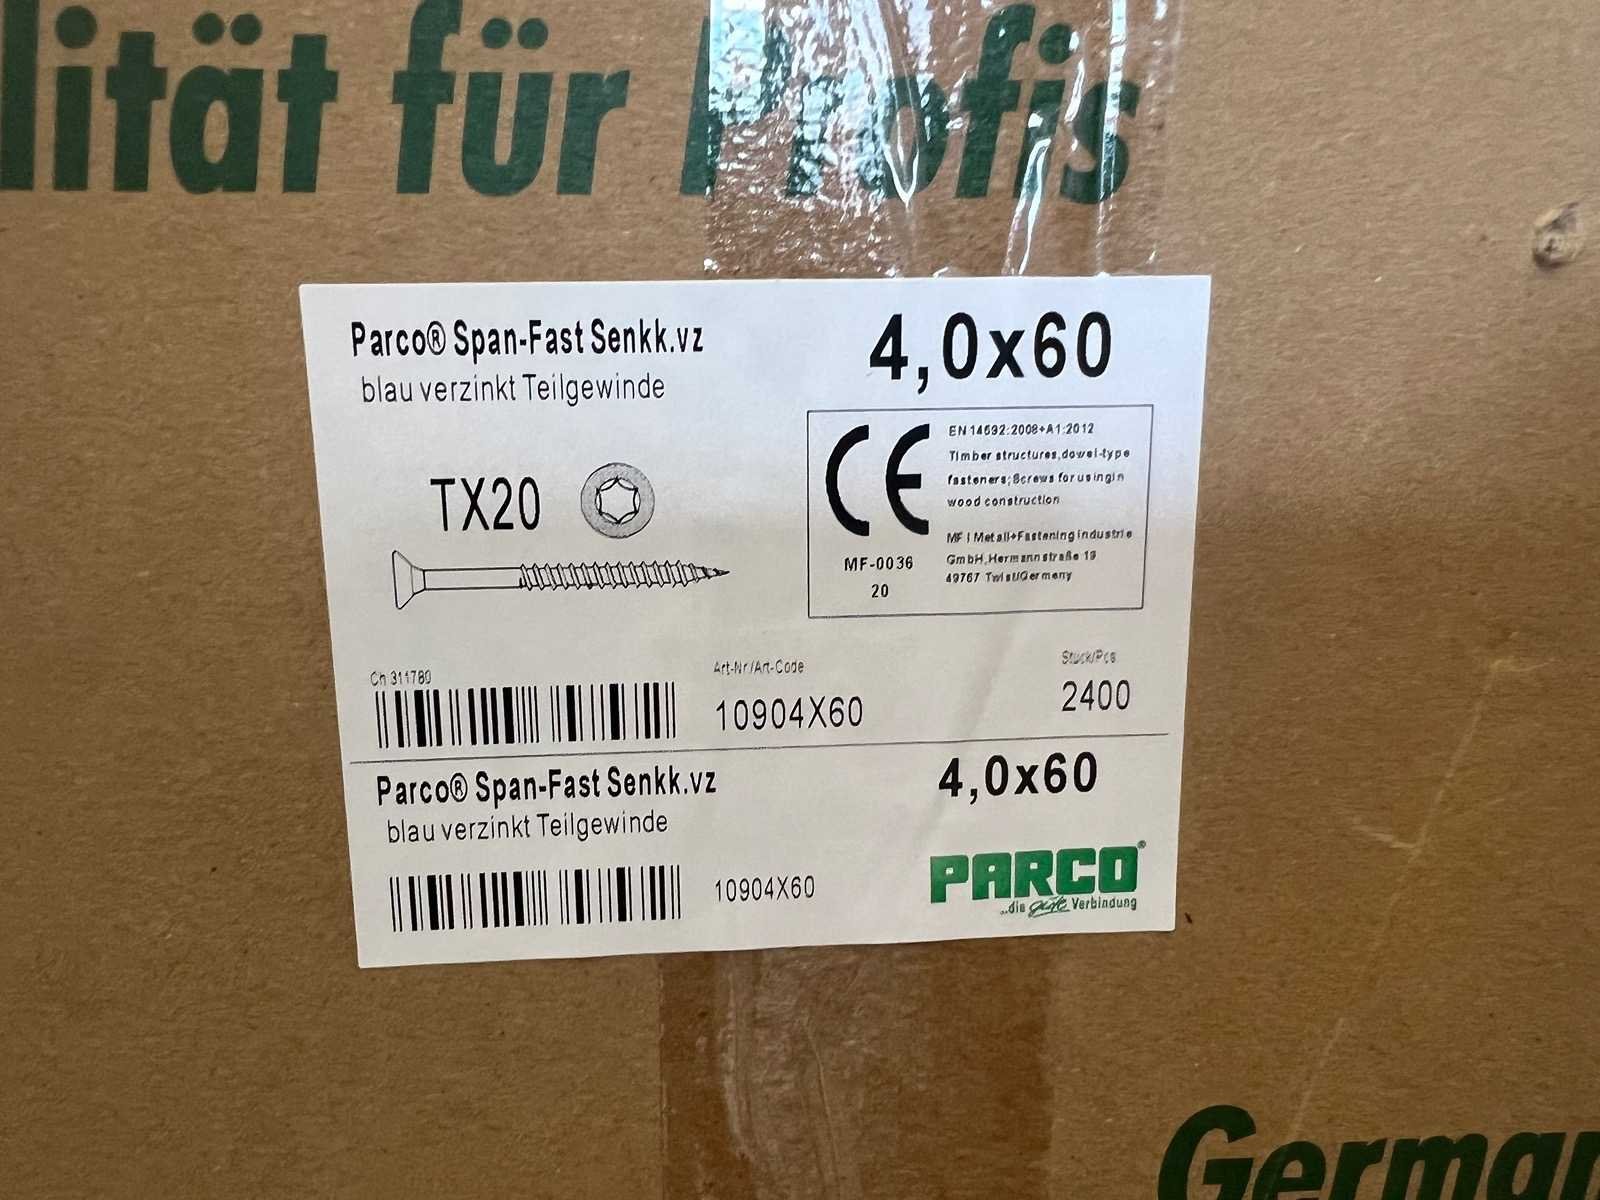 lität für Profis
Parco® Span-Fast Senkk.vz
4,0x60
blau verzinkt Teilgewinde
TX20
CE
MF-0036
20
EN 14592:2008+A1:2012
Timber structures,dowel-type
fasteners;Screws for usingin
wood construction
MF I Metall+Fastening industrie
GmbH,Hermannstraße 19
49767 Twist/Germany
Ch 311780
Art-Nr/Art-Code
10904X60
Stück/Pcs
2400
Parco® Span-Fast Senkk.vz
4,0x60
blau verzinkt Teilgewinde
10904X60
PARCO®
...die gute Verbindung
German